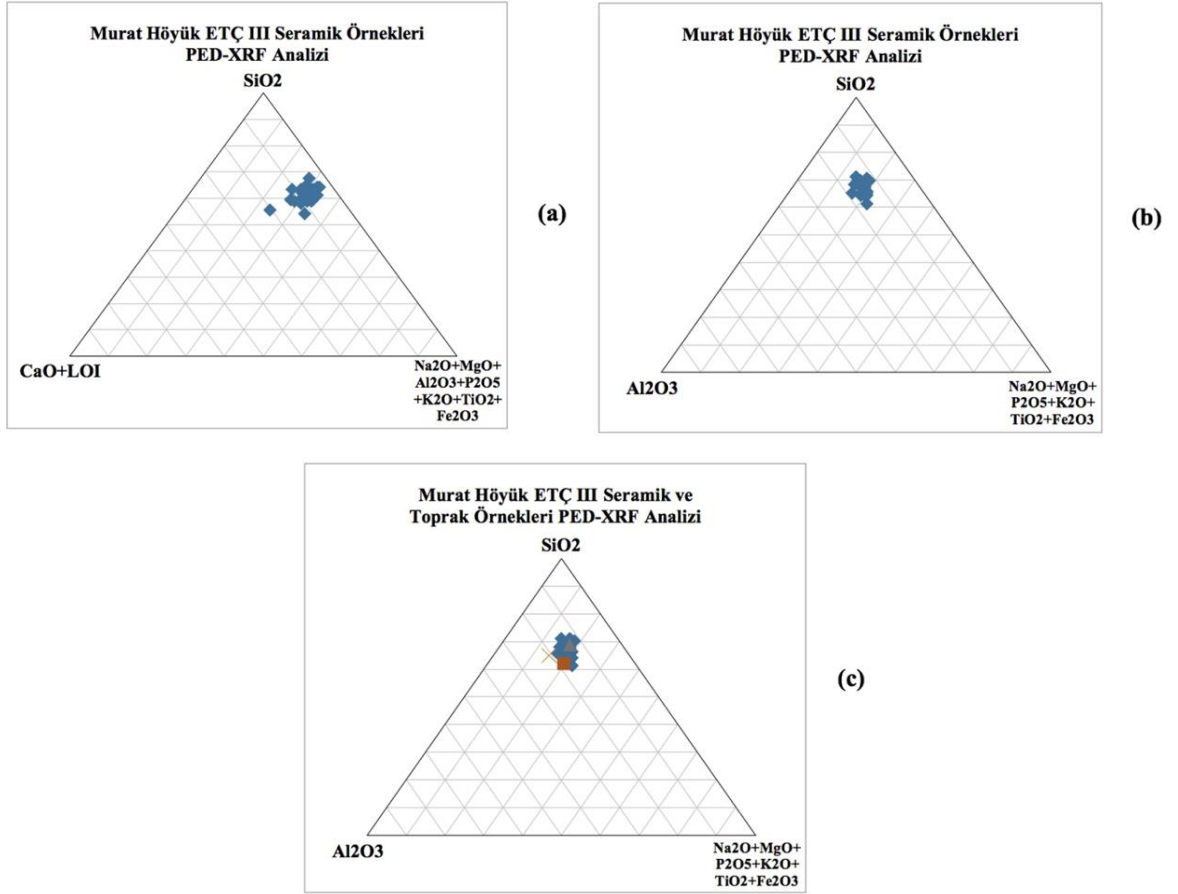 Murat Höyük ETÇ III Seramik Örnekleri
PED-XRF Analizi
SiO2
CaO+LOI
Na2O+MgO+
Al2O3+P2O5
+K2O+TiO2+
Fe2O3
(a)
Murat Höyük ETÇ III Seramik Örnekleri
PED-XRF Analizi
SiO2
Al2O3
Na2O+MgO+
P2O5+K2O+
TiO2+Fe2O3
(b)
Murat Höyük ETÇ III Seramik ve
Toprak Örnekleri PED-XRF Analizi
SiO2
Al2O3
Na2O+MgO+
P2O5+K2O+
TiO2+Fe2O3
(c)